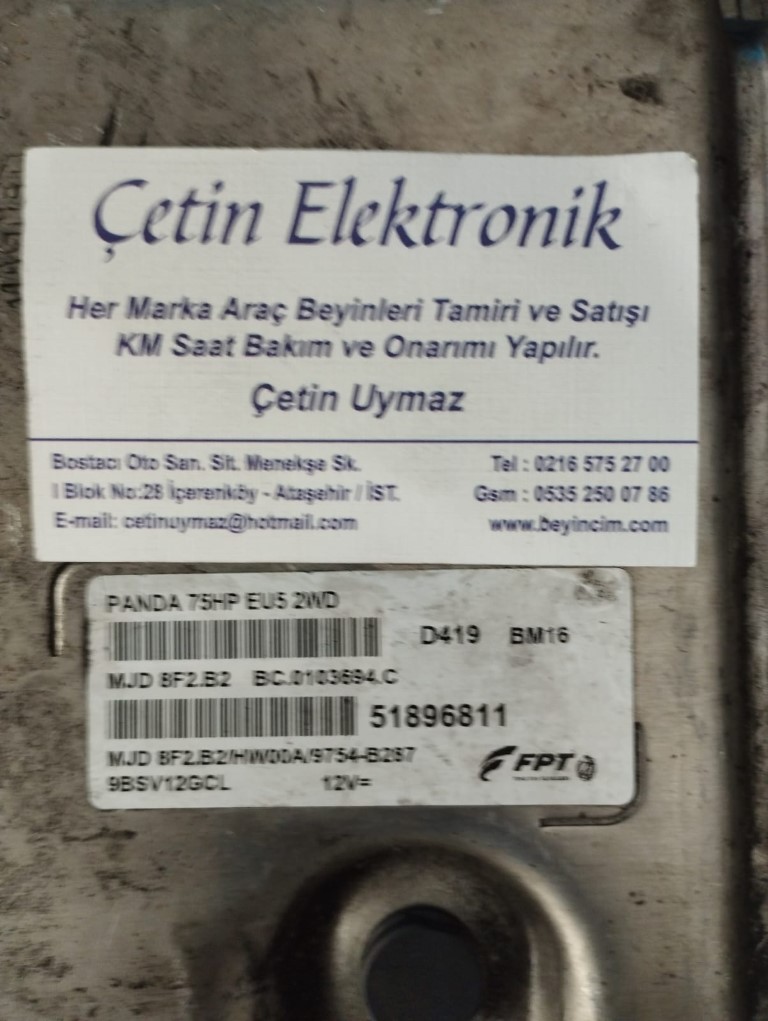 Çetin Elektronik
Her Marka Araç Beyinleri Tamiri ve Satışı
KM Saat Bakım ve Onarımı Yapılır.
Çetin Uymaz
Bostacı Oto San. Sit. Menekşe Sk.
I Blok No:28 İçerenköy - Ataşehir / İST.
E-mail: cetinuymaz@hotmail.com
Tel : 0216 575 27 00
Gsm : 0535 250 07 86
www.beyincim.com
PANDA 75HP EU5 2WD
D419 BM16
MJD 8F2.B2 BC.0103694.C
51896811
MJD 8F2.B2/HW00A/9754-B287
9BSV12GCL 12V=
FPT